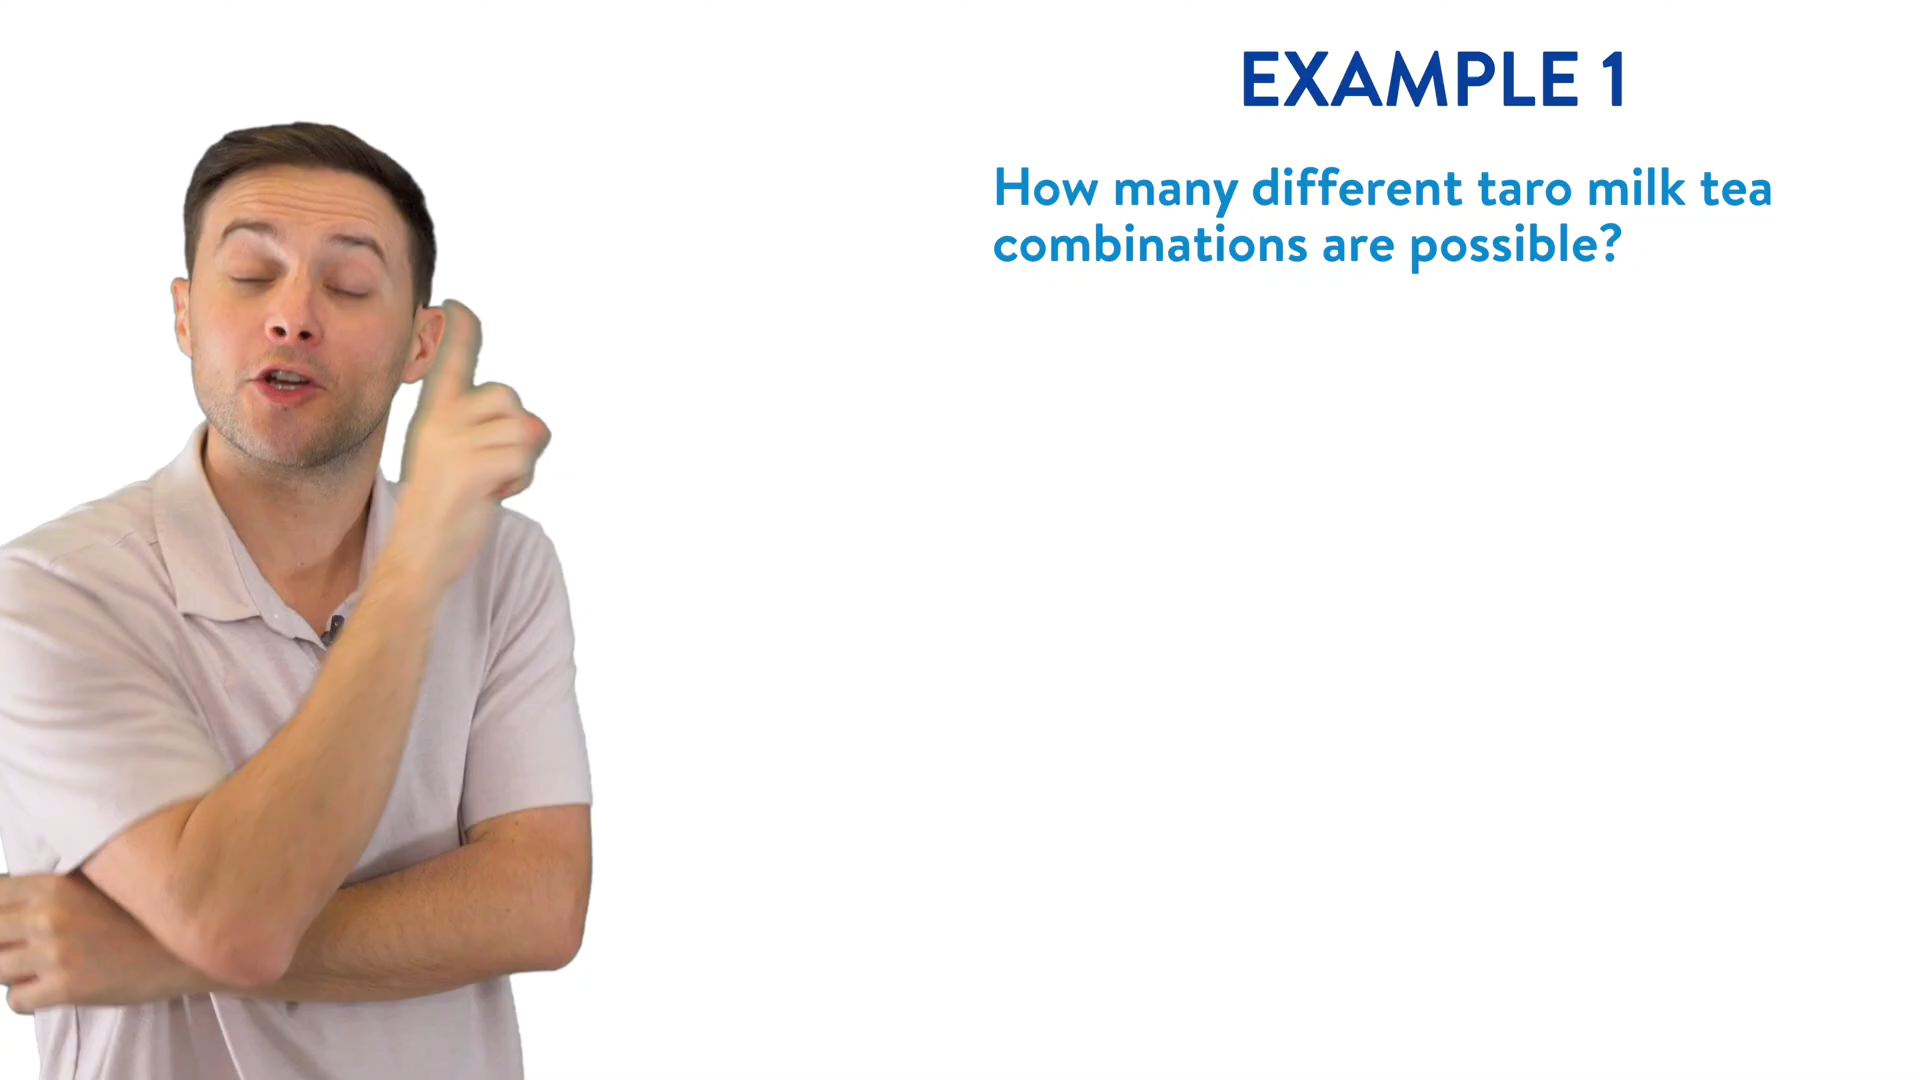 EXAMPLE 1
How many different taro milk tea
combinations are possible?